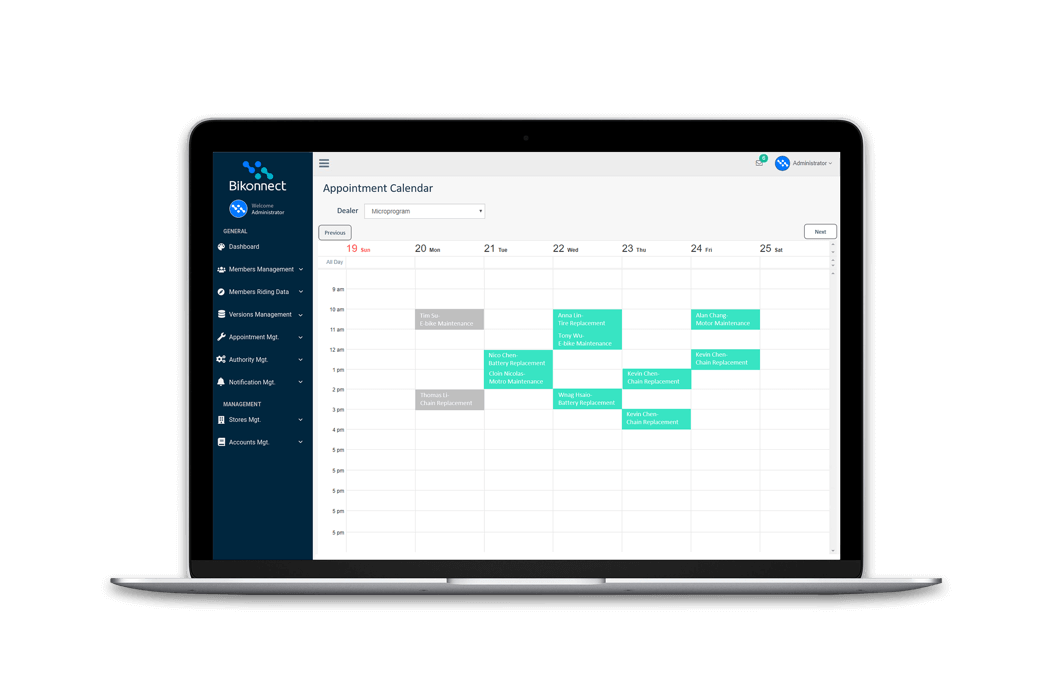 Bikonnect
Welcome
Administrator
GENERAL
Dashboard
Members Management
Members Riding Data
Versions Management
Appointment Mgt.
Authority Mgt.
Notification Mgt.
MANAGEMENT
Stores Mgt.
Accounts Mgt.
Administrator
Appointment Calendar
Dealer
Microprogram
Previous
Next
19 Sun
20 Mon
21 Tue
22 Wed
23 Thu
24 Fri
25 Sat
All Day
9 am
10 am
Tim Su-
E-bike Maintenance
Anna Lin-
Tire Replacement
Alan Chang-
Motor Maintenance
11 am
Tony Wu-
E-bike Maintenance
12 am
Nico Chen-
Battery Replacement
Kevin Chen-
Chain Replacement
1 pm
Cloin Nicolas-
Motro Maintenance
Kevin Chen-
Chain Replacement
2 pm
Thomus Li-
Chain Replacement
Battery Replacement
3 pm
Kevin Chen-
Chain Replacement
4 pm
5 pm
5 pm
5 pm
5 pm
5 pm